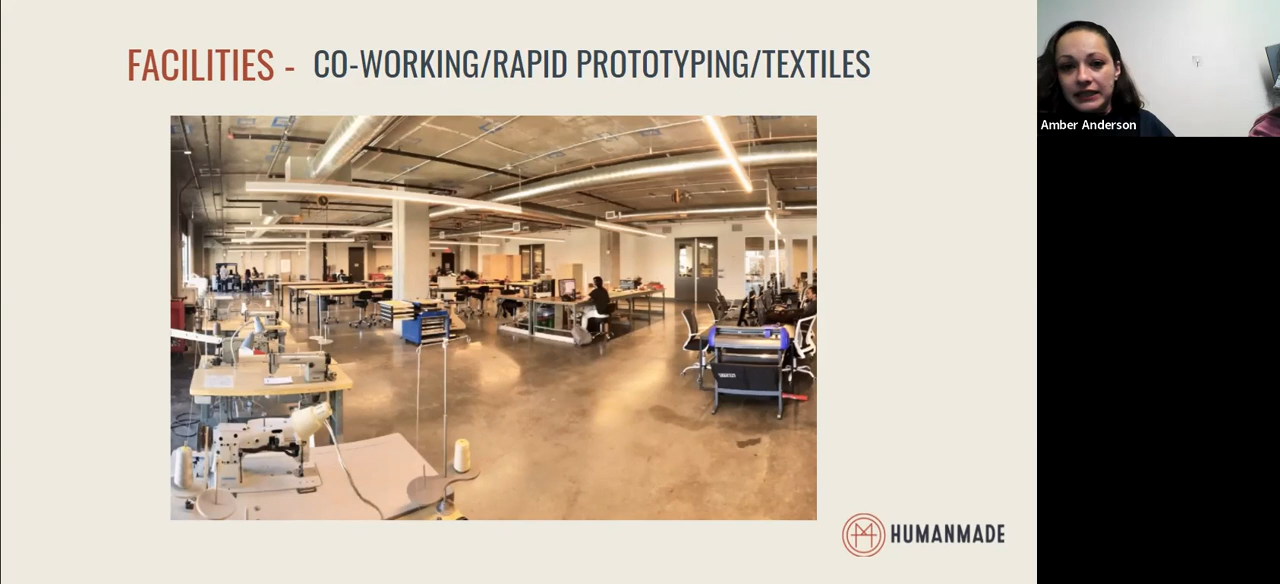 FACILITIES - CO-WORKING/RAPID PROTOTYPING/TEXTILES
Amber Anderson
HUMANMADE